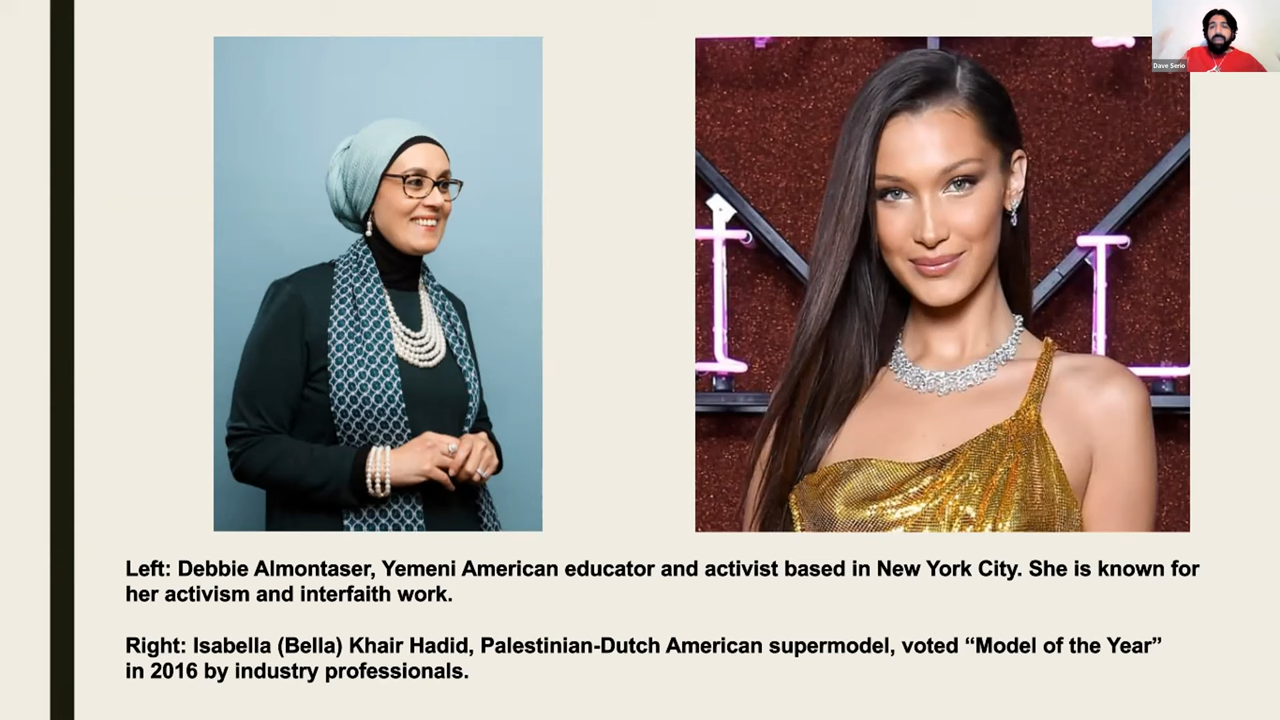 Dave Serio
Left: Debbie Almontaser, Yemeni American educator and activist based in New York City. She is known for
her activism and interfaith work.
Right: Isabella (Bella) Khair Hadid, Palestinian-Dutch American supermodel, voted “Model of the Year”
in 2016 by industry professionals.